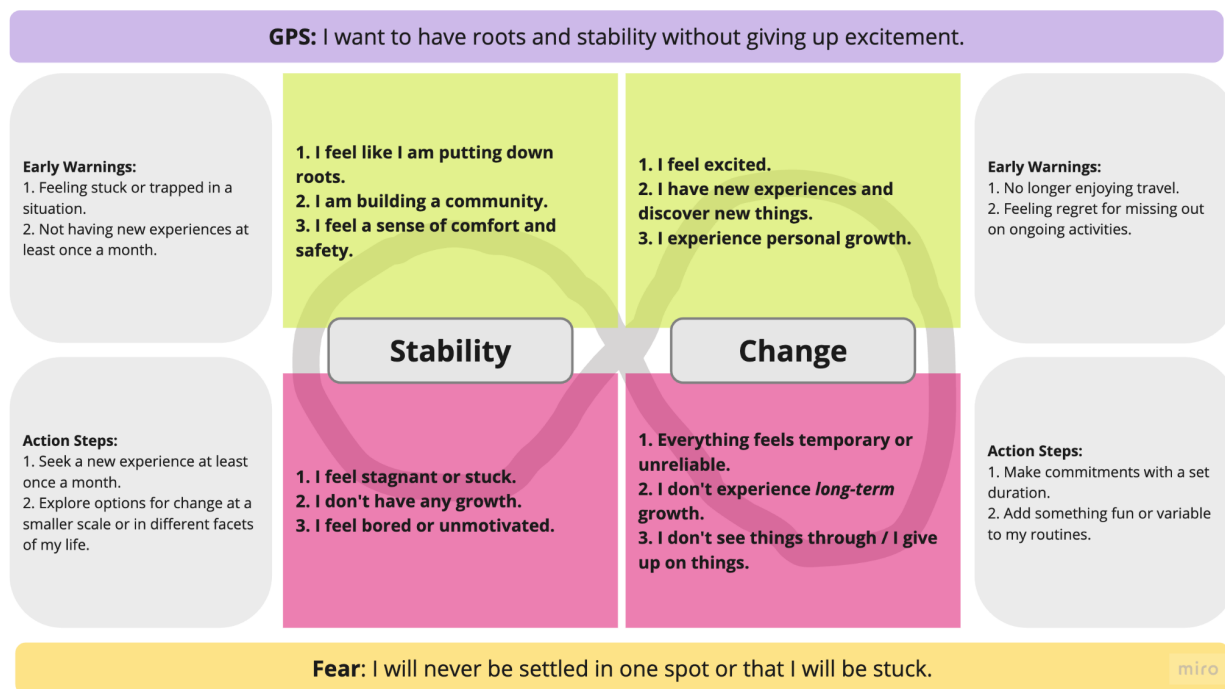 GPS: I want to have roots and stability without giving up excitement.
Early Warnings:
1. Feeling stuck or trapped in a
situation.
2. Not having new experiences at
least once a month.
1. I feel like I am putting down
roots.
2. I am building a community.
3. I feel a sense of comfort and
safety.
1. I feel excited.
2. I have new experiences and
discover new things.
3. I experience personal growth.
Early Warnings:
1. No longer enjoying travel.
2. Feeling regret for missing out
on ongoing activities.
Stability
Change
Action Steps:
1. Seek a new experience at least
once a month.
2. Explore options for change at a
smaller scale or in different facets
of my life.
1. I feel stagnant or stuck.
2. I don't have any growth.
3. I feel bored or unmotivated.
1. Everything feels temporary or
unreliable.
2. I don't experience long-term
growth.
3. I don't see things through / I give
up on things.
Action Steps:
1. Make commitments with a set
duration.
2. Add something fun or variable
to my routines.
Fear: I will never be settled in one spot or that I will be stuck.
miro